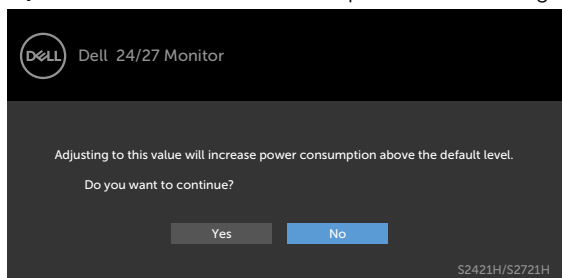 DELL Dell 24/27 Monitor
Adjusting to this value will increase power consumption above the default level.
Do you want to continue?
Yes No
S2421H/S2721H